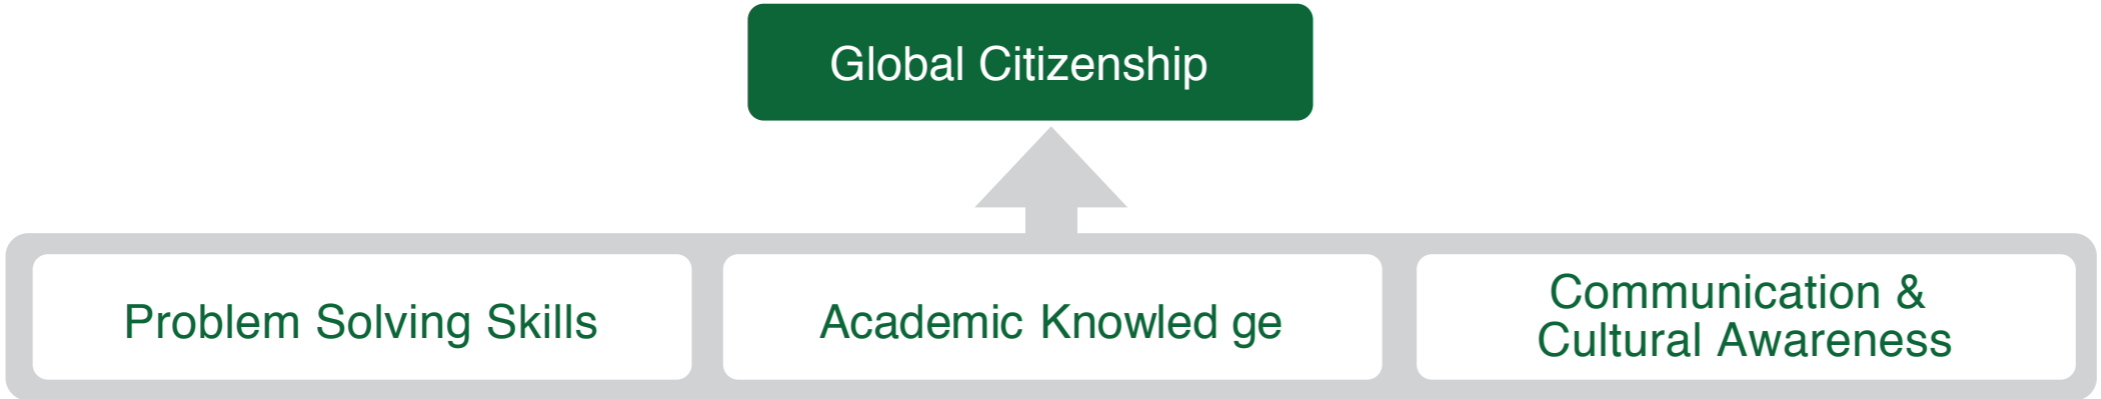 Global Citizenship
Problem Solving Skills
Academic Knowled ge
Communication &
Cultural Awareness